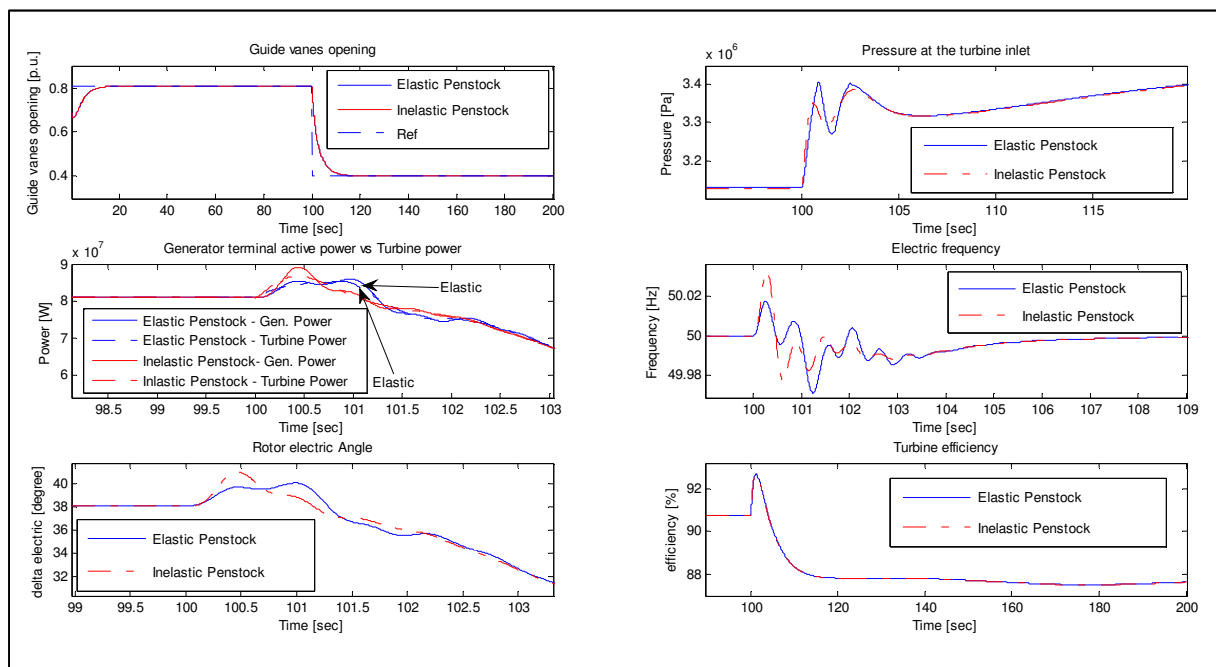 Guide vanes opening
Guide vanes opening [p.u.]
0.8
0.6
0.4
Elastic Penstock
Inelastic Penstock
Ref
20 40 60 80 100 120 140 160 180 200
Time [sec]
Pressure at the turbine inlet
x 10^6
Pressure [Pa]
3.4
3.3
3.2
Elastic Penstock
Inelastic Penstock
100 105 110 115
Time [sec]
Generator terminal active power vs Turbine power
x 10^7
Power [W]
9
8
7
6
Elastic
Elastic
Elastic Penstock - Gen. Power
Elastic Penstock - Turbine Power
Inelastic Penstock- Gen. Power
Inlastic Penstock - Turbine Power
98.5 99 99.5 100 100.5 101 101.5 102 102.5 103
Time [sec]
Electric frequency
Frequency [Hz]
50.02
50
49.98
Elastic Penstock
Inelastic Penstock
99 100 101 102 103 104 105 106 107 108 109
Time [sec]
Rotor electric Angle
delta electric [degree]
40
38
36
34
32
Elastic Penstock
Inelastic Penstock
99 99.5 100 100.5 101 101.5 102 102.5 103
Time [sec]
Turbine efficiency
efficiency [%]
92
90
88
Elastic Penstock
Inelastic Penstock
100 120 140 160 180 200
Time [sec]